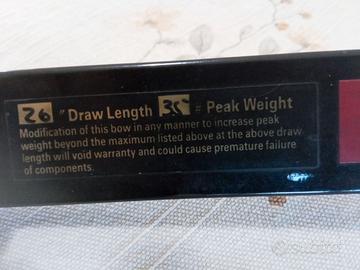 26 " Draw Length 35 # Peak Weight
Modification of this bow in any manner to increase peak
weight beyond the maximum listed above at the above draw
length will void warranty and could cause premature failure
of components.
subito